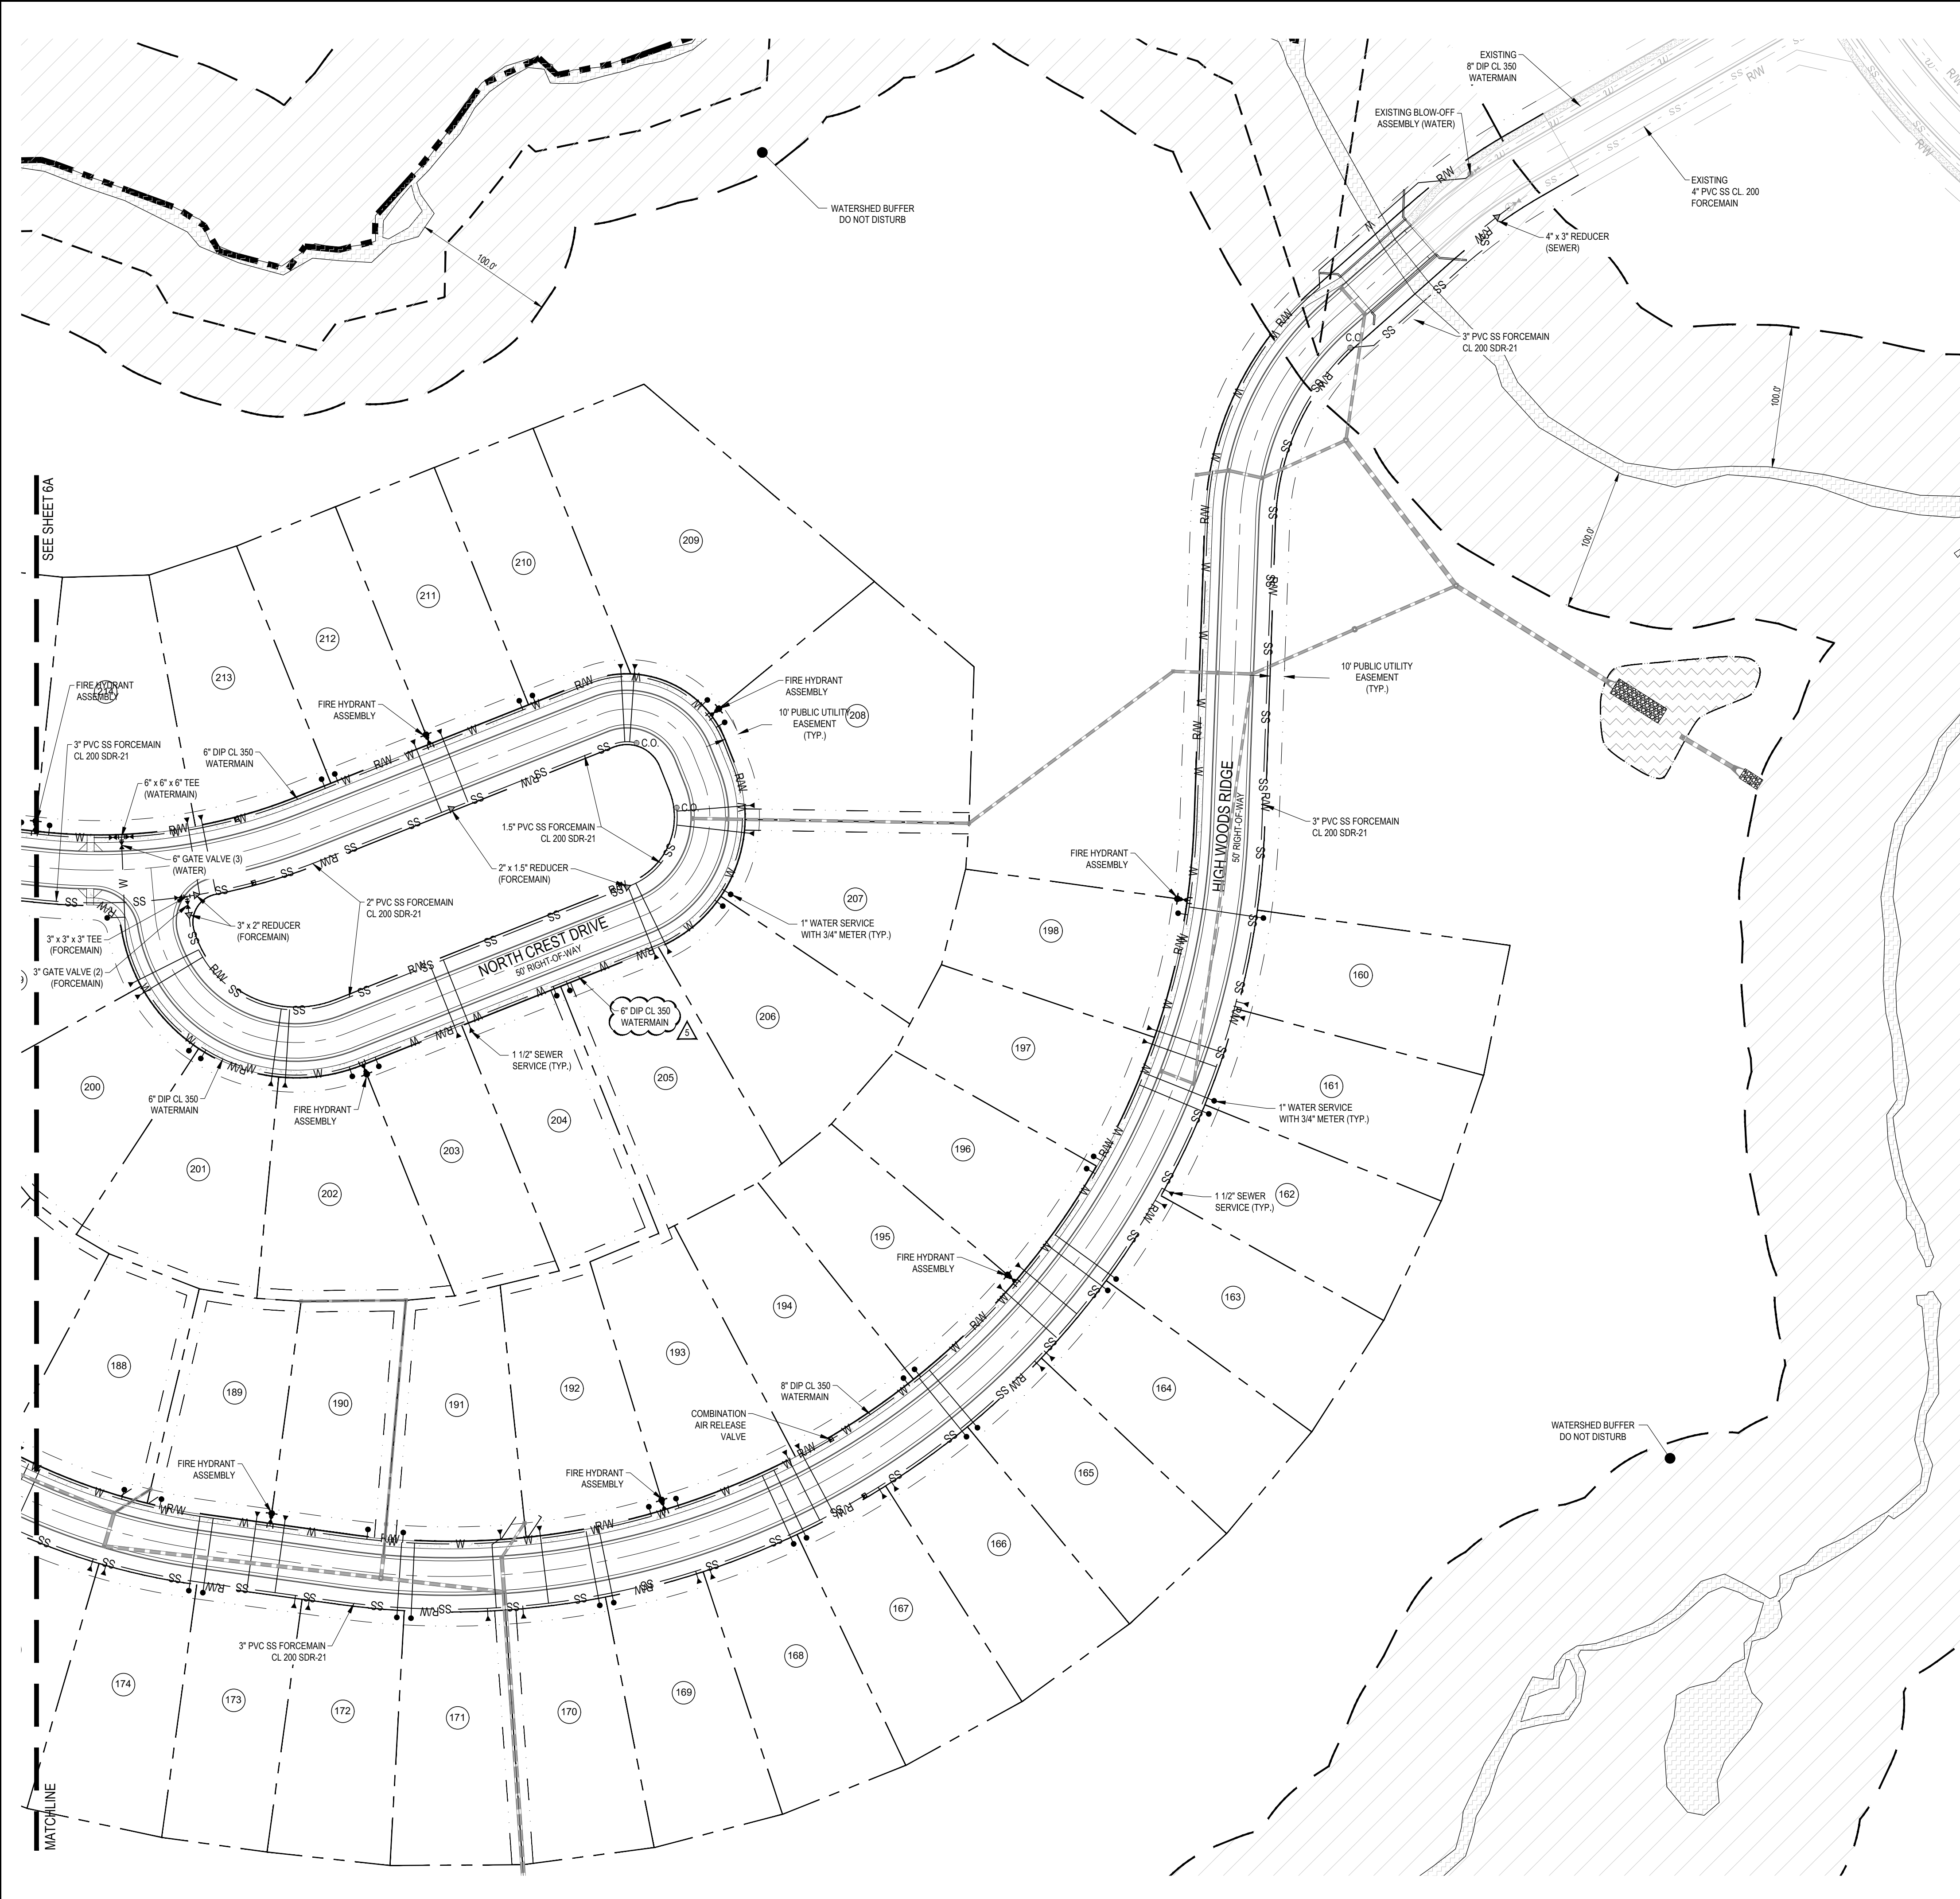 EXISTING
8" DIP CL 350
WATERMAIN
EXISTING BLOW-OFF
ASSEMBLY (WATER)
EXISTING
4" PVC SS CL. 200
FORCEMAIN
4" x 3" REDUCER
(SEWER)
WATERSHED BUFFER
DO NOT DISTURB
100.0'
3" PVC SS FORCEMAIN
CL 200 SDR-21
C.O.
100.0'
100.0'
SEE SHEET 6A
209
210
211
212
213
214
FIRE HYDRANT
ASSEMBLY
FIRE HYDRANT
ASSEMBLY
FIRE HYDRANT
ASSEMBLY
10' PUBLIC UTILITY
EASEMENT
(TYP.)
208
10' PUBLIC UTILITY
EASEMENT
(TYP.)
3" PVC SS FORCEMAIN
CL 200 SDR-21
6" DIP CL 350
WATERMAIN
6" x 6" x 6" TEE
(WATERMAIN)
C.O.
C.O.
1.5" PVC SS FORCEMAIN
CL 200 SDR-21
6" GATE VALVE (3)
(WATER)
2" x 1.5" REDUCER
(FORCEMAIN)
2" PVC SS FORCEMAIN
CL 200 SDR-21
3" x 2" REDUCER
(FORCEMAIN)
3" x 3" x 3" TEE
(FORCEMAIN)
3" GATE VALVE (2)
(FORCEMAIN)
NORTH CREST DRIVE
50' RIGHT-OF-WAY
207
1" WATER SERVICE
WITH 3/4" METER (TYP.)
HIGH WOODS RIDGE
50' RIGHT-OF-WAY
3" PVC SS FORCEMAIN
CL 200 SDR-21
FIRE HYDRANT
ASSEMBLY
198
160
6" DIP CL 350
WATERMAIN
5
206
197
1 1/2" SEWER
SERVICE (TYP.)
205
200
6" DIP CL 350
WATERMAIN
FIRE HYDRANT
ASSEMBLY
204
203
161
1" WATER SERVICE
WITH 3/4" METER (TYP.)
196
201
202
1 1/2" SEWER
SERVICE (TYP.)
162
195
FIRE HYDRANT
ASSEMBLY
163
194
188
189
190
191
192
193
8" DIP CL 350
WATERMAIN
COMBINATION
AIR RELEASE
VALVE
164
WATERSHED BUFFER
DO NOT DISTURB
FIRE HYDRANT
ASSEMBLY
FIRE HYDRANT
ASSEMBLY
165
166
167
3" PVC SS FORCEMAIN
CL 200 SDR-21
168
169
170
171
172
173
174
MATCHLINE